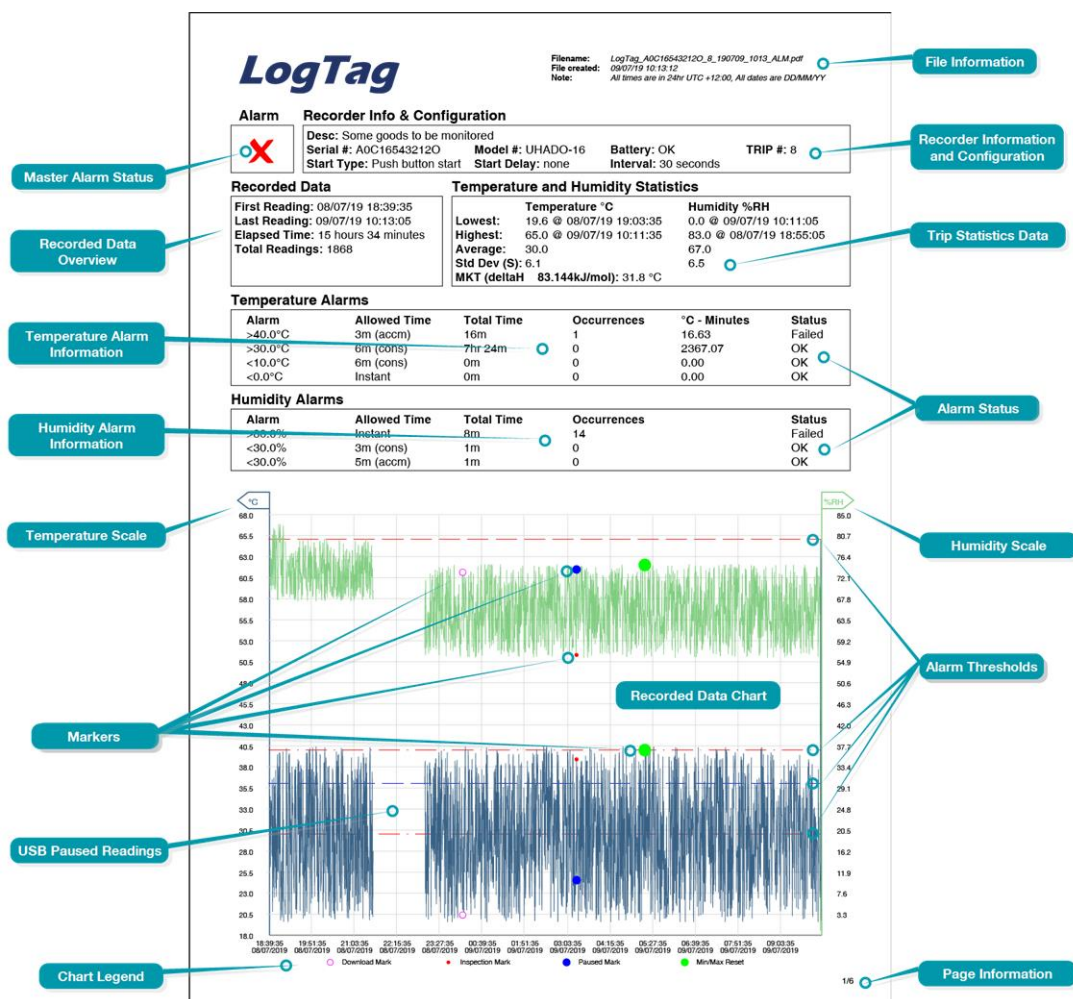 LogTag
Filename: LogTag_A0C16543212O_8_190709_1013_ALM.pdf
File created: 09/07/19 10:13:12
Note: All times are in 24hr UTC +12:00, All dates are DD/MM/YY
File Information
Alarm Recorder Info & Configuration
X
Desc: Some goods to be monitored
Serial #: A0C16543212O Model #: UHADO-16 Battery: OK TRIP #: 8
Start Type: Push button start Start Delay: none Interval: 30 seconds
Recorder Information
and Configuration
Master Alarm Status
Recorded Data
First Reading: 08/07/19 18:39:35
Last Reading: 09/07/19 10:13:05
Elapsed Time: 15 hours 34 minutes
Total Readings: 1868
Recorded Data
Overview
Temperature and Humidity Statistics
Temperature °C Humidity %RH
Lowest: 19.6 @ 08/07/19 19:03:35 0.0 @ 09/07/19 10:11:05
Highest: 65.0 @ 09/07/19 10:11:35 83.0 @ 08/07/19 18:55:05
Average: 30.0 67.0
Std Dev (S): 6.1 6.5
MKT (deltaH 83.144kJ/mol): 31.8 °C
Trip Statistics Data
Temperature Alarms
Alarm Allowed Time Total Time Occurrences °C - Minutes Status
>40.0°C 3m (accm) 16m 1 16.63 Failed
>30.0°C 6m (cons) 7hr 24m 0 2367.07 OK
<10.0°C 6m (cons) 0m 0 0.00 OK
<0.0°C Instant 0m 0 0.00 OK
Temperature Alarm
Information
Humidity Alarms
Alarm Allowed Time Total Time Occurrences Status
Instant 8m 14 Failed
<30.0% 3m (cons) 1m 0 OK
<30.0% 5m (accm) 1m 0 OK
Humidity Alarm
Information
Alarm Status
°C
%RH
Temperature Scale
Humidity Scale
68.0 85.0
65.5 80.7
63.0 76.4
60.5 72.1
58.0 67.8
55.5 63.5
53.0 59.2
50.5 54.9
48.0 50.6
45.5 46.3
43.0 42.0
40.5 37.7
38.0 33.4
35.5 29.1
33.0 24.8
30.5 20.5
28.0 16.2
25.5 11.9
23.0 7.6
20.5 3.3
18.0
Alarm Thresholds
Recorded Data Chart
Markers
USB Paused Readings
18:39:35 19:51:35 21:03:35 22:15:35 23:27:35 00:39:35 01:51:35 03:03:35 04:15:35 05:27:35 06:39:35 07:51:35 09:03:35
08/07/2019 08/07/2019 08/07/2019 08/07/2019 08/07/2019 09/07/2019 09/07/2019 09/07/2019 09/07/2019 09/07/2019 09/07/2019 09/07/2019 09/07/2019
Download Mark Inspection Mark Paused Mark Min/Max Reset
Chart Legend
1/6
Page Information